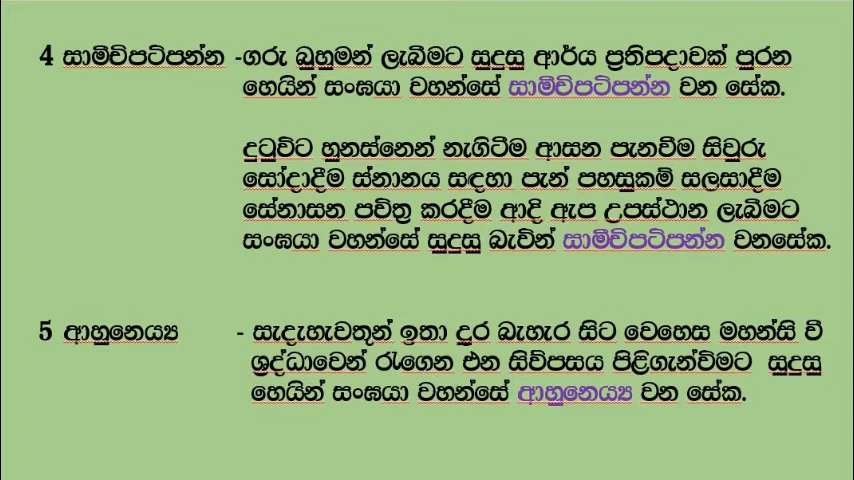 4 සාමීචිපටිපන්න -ගරු බුහුමන් ලැබීමට සුදුසු ආර්ය ප්‍රතිපදාවක් පුරන
හෙයින් සංඝයා වහන්සේ සාමීචිපටිපන්න වන සේක.
දුටුවිට හුනස්නෙන් නැගිටීම ආසන පැනවීම සිවුරු
සෝදාදීම ස්නානය සඳහා පැන් පහසුකම් සලසාදීම
සේනාසන පවිත්‍ර කරදීම ආදි ඇප උපස්ථාන ලැබීමට
සංඝයා වහන්සේ සුදුසු බැවින් සාමීචිපටිපන්න වනසේක.
5 ආහුනෙය්‍ය - සැදැහැවතුන් ඉතා දුර බැහැර සිට වෙහෙස මහන්සි වී
ශ්‍රද්ධාවෙන් රැගෙන එන සිව්පසය පිළිගැන්වීමට සුදුසු
හෙයින් සංඝයා වහන්සේ ආහුනෙය්‍ය වන සේක.